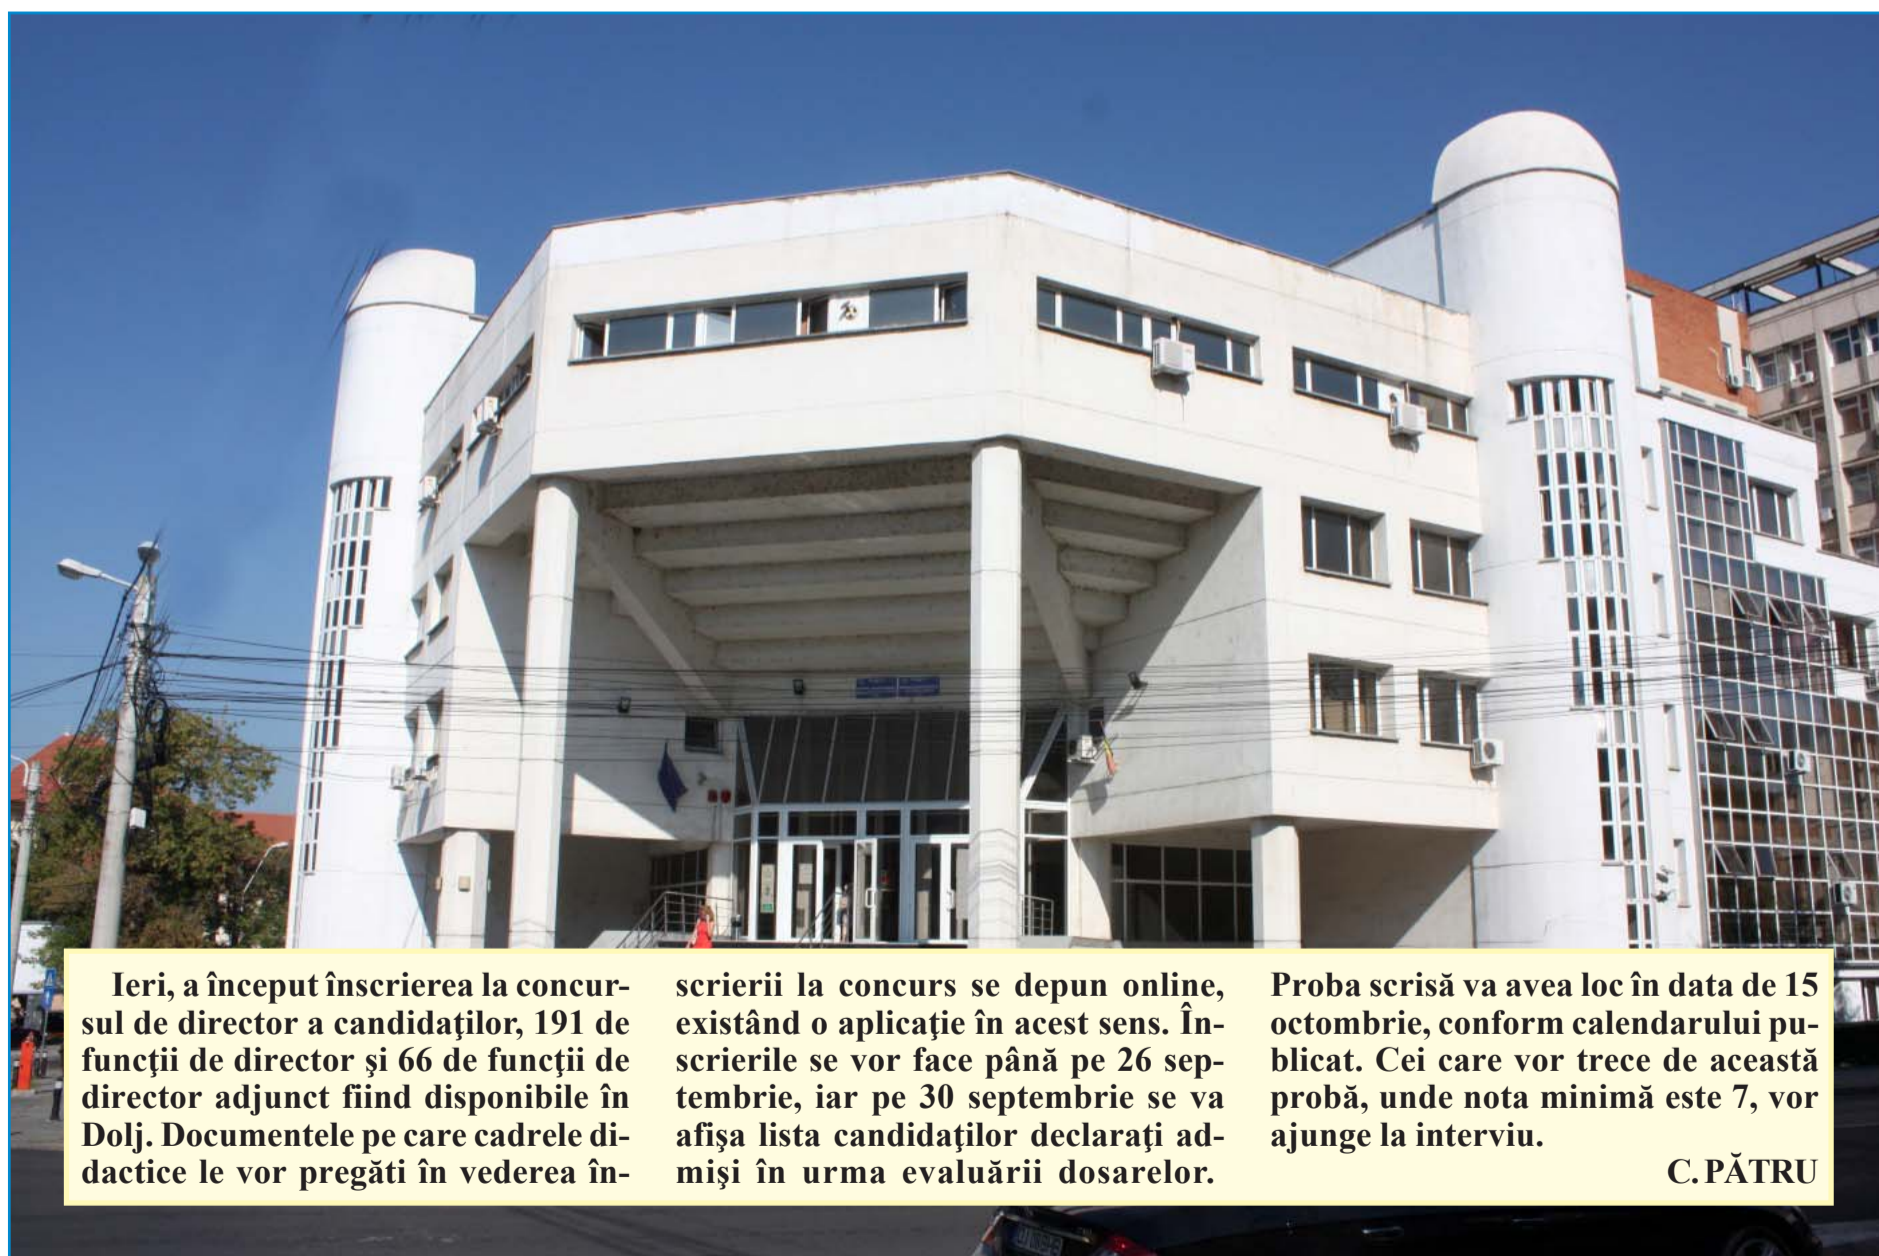 Ieri, a început înscrierea la concur-
sul de director a candidaţilor, 191 de
funcţii de director şi 66 de funcţii de
director adjunct fiind disponibile în
Dolj. Documentele pe care cadrele di-
dactice le vor pregăti în vederea în-
scrierii la concurs se depun online,
existând o aplicaţie în acest sens. În-
scrierile se vor face până pe 26 sep-
tembrie, iar pe 30 septembrie se va
afişa lista candidaţilor declaraţi ad-
mişi în urma evaluării dosarelor.
Proba scrisă va avea loc în data de 15
octombrie, conform calendarului pu-
blicat. Cei care vor trece de această
probă, unde nota minimă este 7, vor
ajunge la interviu.
C. PĂTRU